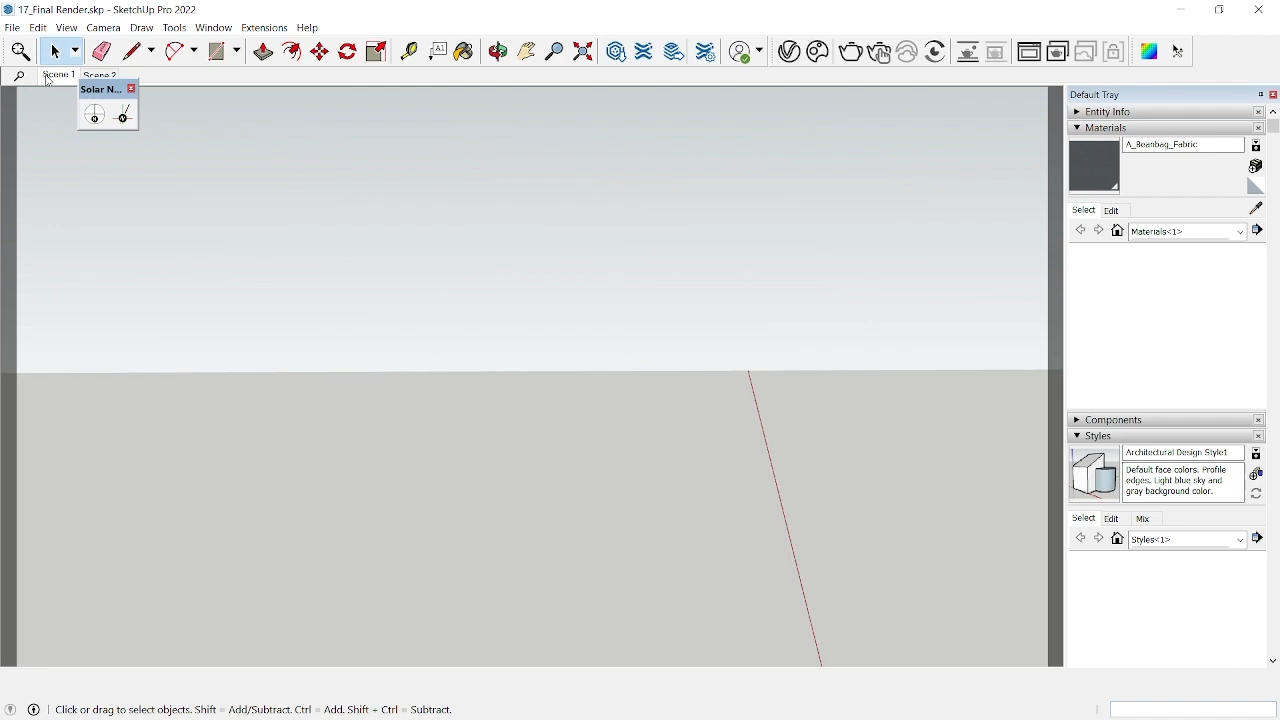 17_Final Render.skp - SketchUp Pro 2022
File Edit View Camera Draw Tools Window Extensions Help
Scene 1 Scene 2
Solar N...
Default Tray
Entity Info
Materials
A_Beanbag_Fabric
Select Edit
Materials<1>
Components
Styles
Architectural Design Style1
Default face colors. Profile
edges. Light blue sky and
gray background color.
Select Edit Mix
Styles<1>
Click or drag to select objects. Shift = Add/Subtract. Ctrl = Add. Shift + Ctrl = Subtract.